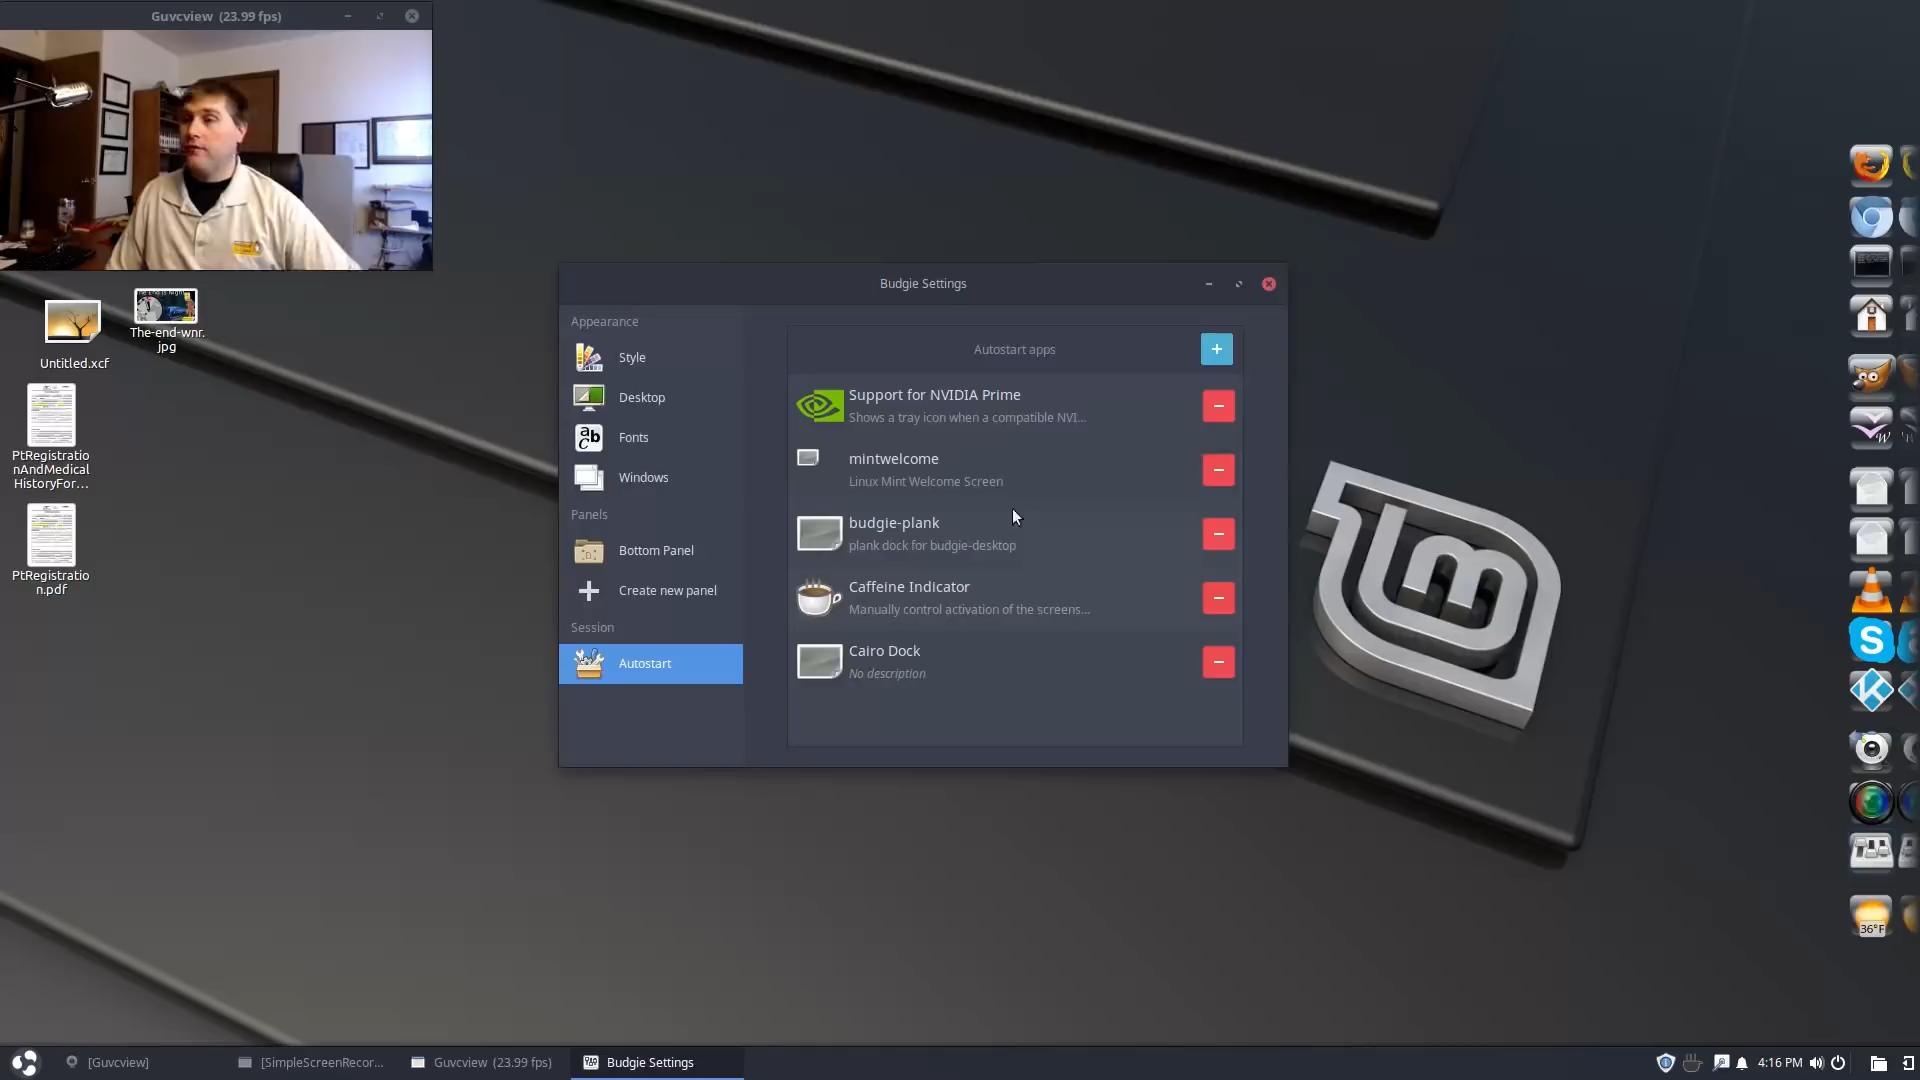 Guvcview (23.99 fps)
The-end-wnr.
jpg
Untitled.xcf
PtRegistratio
nAndMedical
HistoryFor...
PtRegistratio
n.pdf
Budgie Settings
Appearance
Style
Desktop
Fonts
Windows
Panels
Bottom Panel
Create new panel
Session
Autostart
Autostart apps
Support for NVIDIA Prime
Shows a tray icon when a compatible NVI...
mintwelcome
Linux Mint Welcome Screen
budgie-plank
plank dock for budgie-desktop
Caffeine Indicator
Manually control activation of the screens...
Cairo Dock
No description
36°F
[Guvcview]
[SimpleScreenRecor...
Guvcview (23.99 fps)
Budgie Settings
4:16 PM